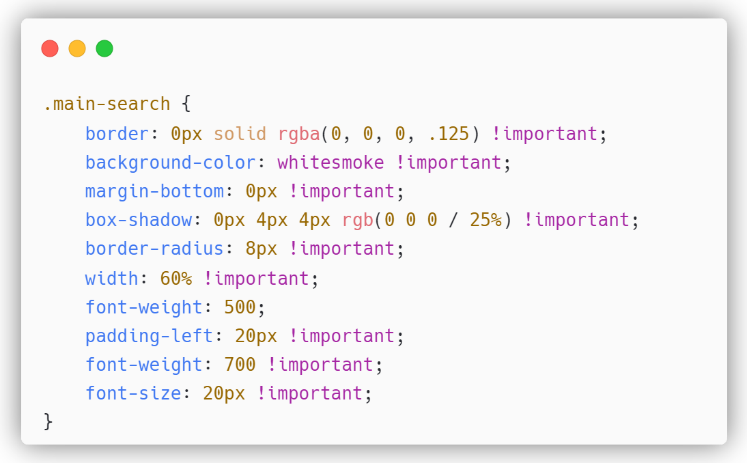 .main-search {
    border: 0px solid rgba(0, 0, 0, .125) !important;
    background-color: whitesmoke !important;
    margin-bottom: 0px !important;
    box-shadow: 0px 4px 4px rgb(0 0 0 / 25%) !important;
    border-radius: 8px !important;
    width: 60% !important;
    font-weight: 500;
    padding-left: 20px !important;
    font-weight: 700 !important;
    font-size: 20px !important;
}